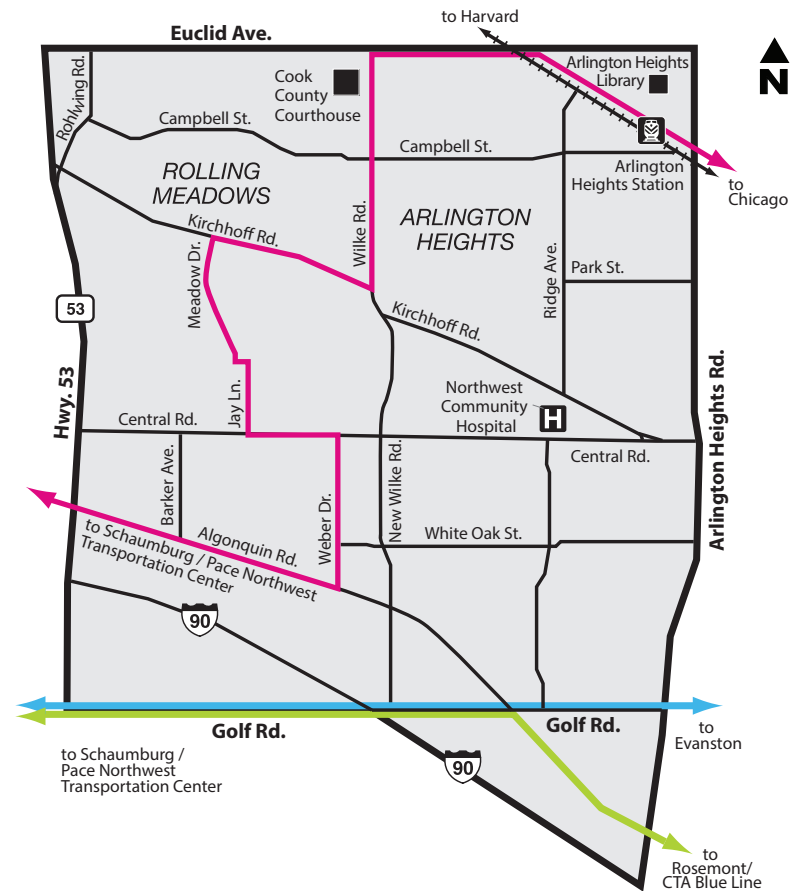 to Harvard
Euclid Ave.
Rohlwing Rd.
Cook
County
Courthouse
Arlington Heights
Library
N
Campbell St.
Campbell St.
ROLLING
MEADOWS
Arlington
Heights Station
to
Chicago
Kirchhoff Rd.
Wilke Rd.
ARLINGTON
HEIGHTS
Meadow Dr.
Ridge Ave.
Park St.
53
Kirchhoff Rd.
Hwy. 53
Jay Ln.
Northwest
Community
Hospital
H
Arlington Heights Rd.
Central Rd.
Central Rd.
Barker Ave.
Weber Dr.
New Wilke Rd.
White Oak St.
Algonquin Rd.
to Schaumburg / Pace Northwest
Transportation Center
90
Golf Rd.
Golf Rd.
to
Evanston
to Schaumburg /
Pace Northwest
Transportation Center
90
to
Rosemont/
CTA Blue Line